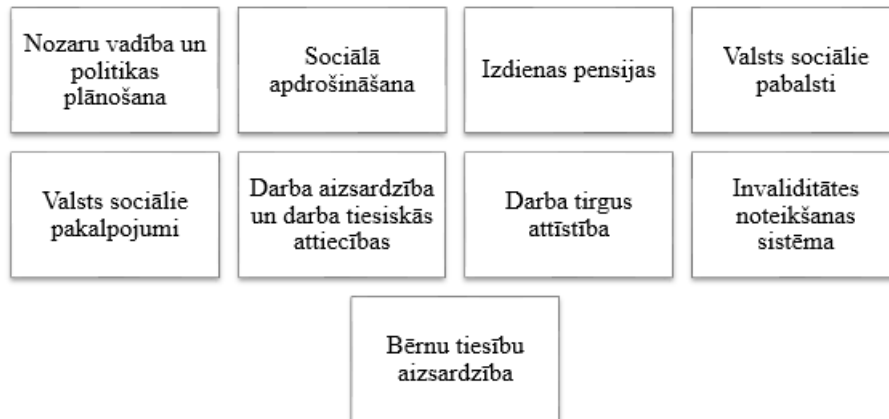 Nozaru vadība un
politikas
plānošana
Sociālā
apdrošināšana
Izdienas pensijas
Valsts sociālie
pabalsti
Valsts sociālie
pakalpojumi
Darba aizsardzība
un darba tiesiskās
attiecības
Darba tirgus
attīstība
Invaliditātes
noteikšanas
sistēma
Bērnu tiesību
aizsardzība